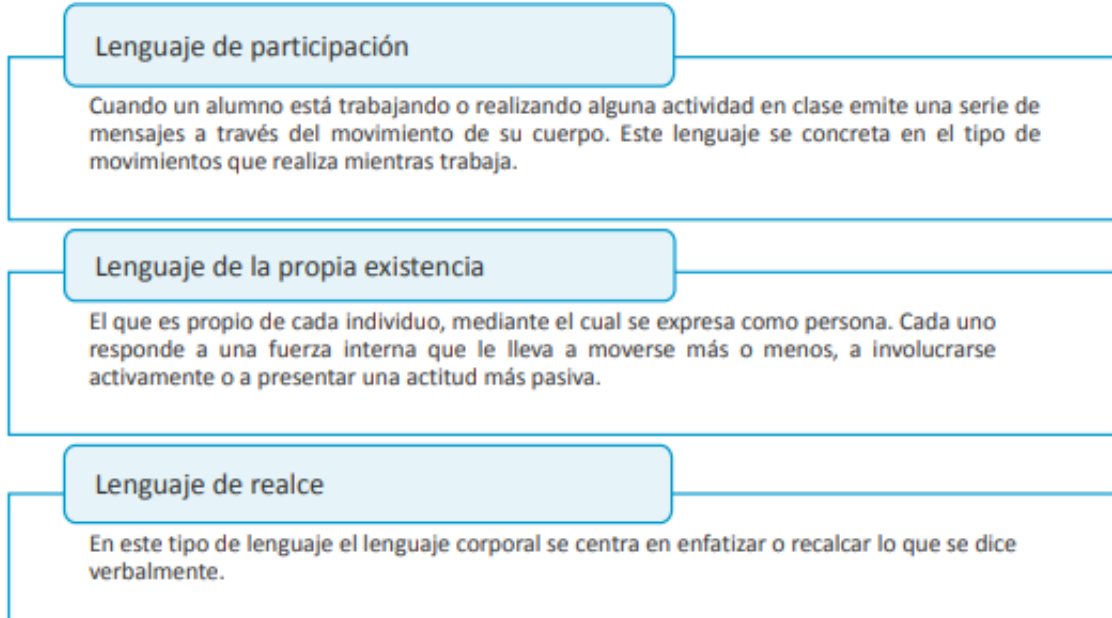 Lenguaje de participación
Cuando un alumno está trabajando o realizando alguna actividad en clase emite una serie de
mensajes a través del movimiento de su cuerpo. Este lenguaje se concreta en el tipo de
movimientos que realiza mientras trabaja.
Lenguaje de la propia existencia
El que es propio de cada individuo, mediante el cual se expresa como persona. Cada uno
responde a una fuerza interna que le lleva a moverse más o menos, a involucrarse
activamente o a presentar una actitud más pasiva.
Lenguaje de realce
En este tipo de lenguaje el lenguaje corporal se centra en enfatizar o recalcar lo que se dice
verbalmente.